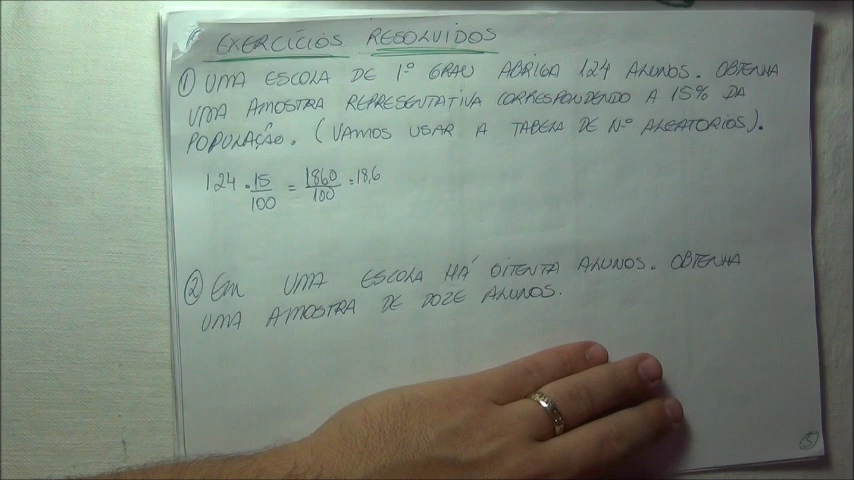 EXERCÍCIOS RESOLVIDOS
① UMA ESCOLA DE 1º GRAU ABRIGA 124 ALUNOS. OBTENHA
UMA AMOSTRA REPRESENTATIVA CORRESPONDENDO A 15% DA
POPULAÇÃO. (VAMOS USAR A TABELA DE Nº ALEATORIOS).
124 · 15/100 = 1860/100 = 18,6
② EM UMA ESCOLA HÁ OITENTA ALUNOS. OBTENHA
UMA AMOSTRA DE DOZE ALUNOS.
5